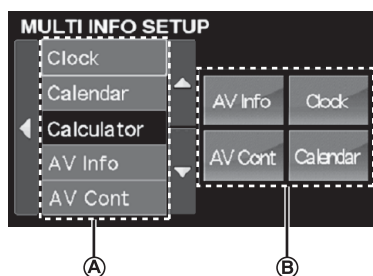 MULTI INFO SETUP
Clock
Calendar
Calculator
AV Info
AV Cont
AV Info
Clock
AV Cont
Calendar
A
B